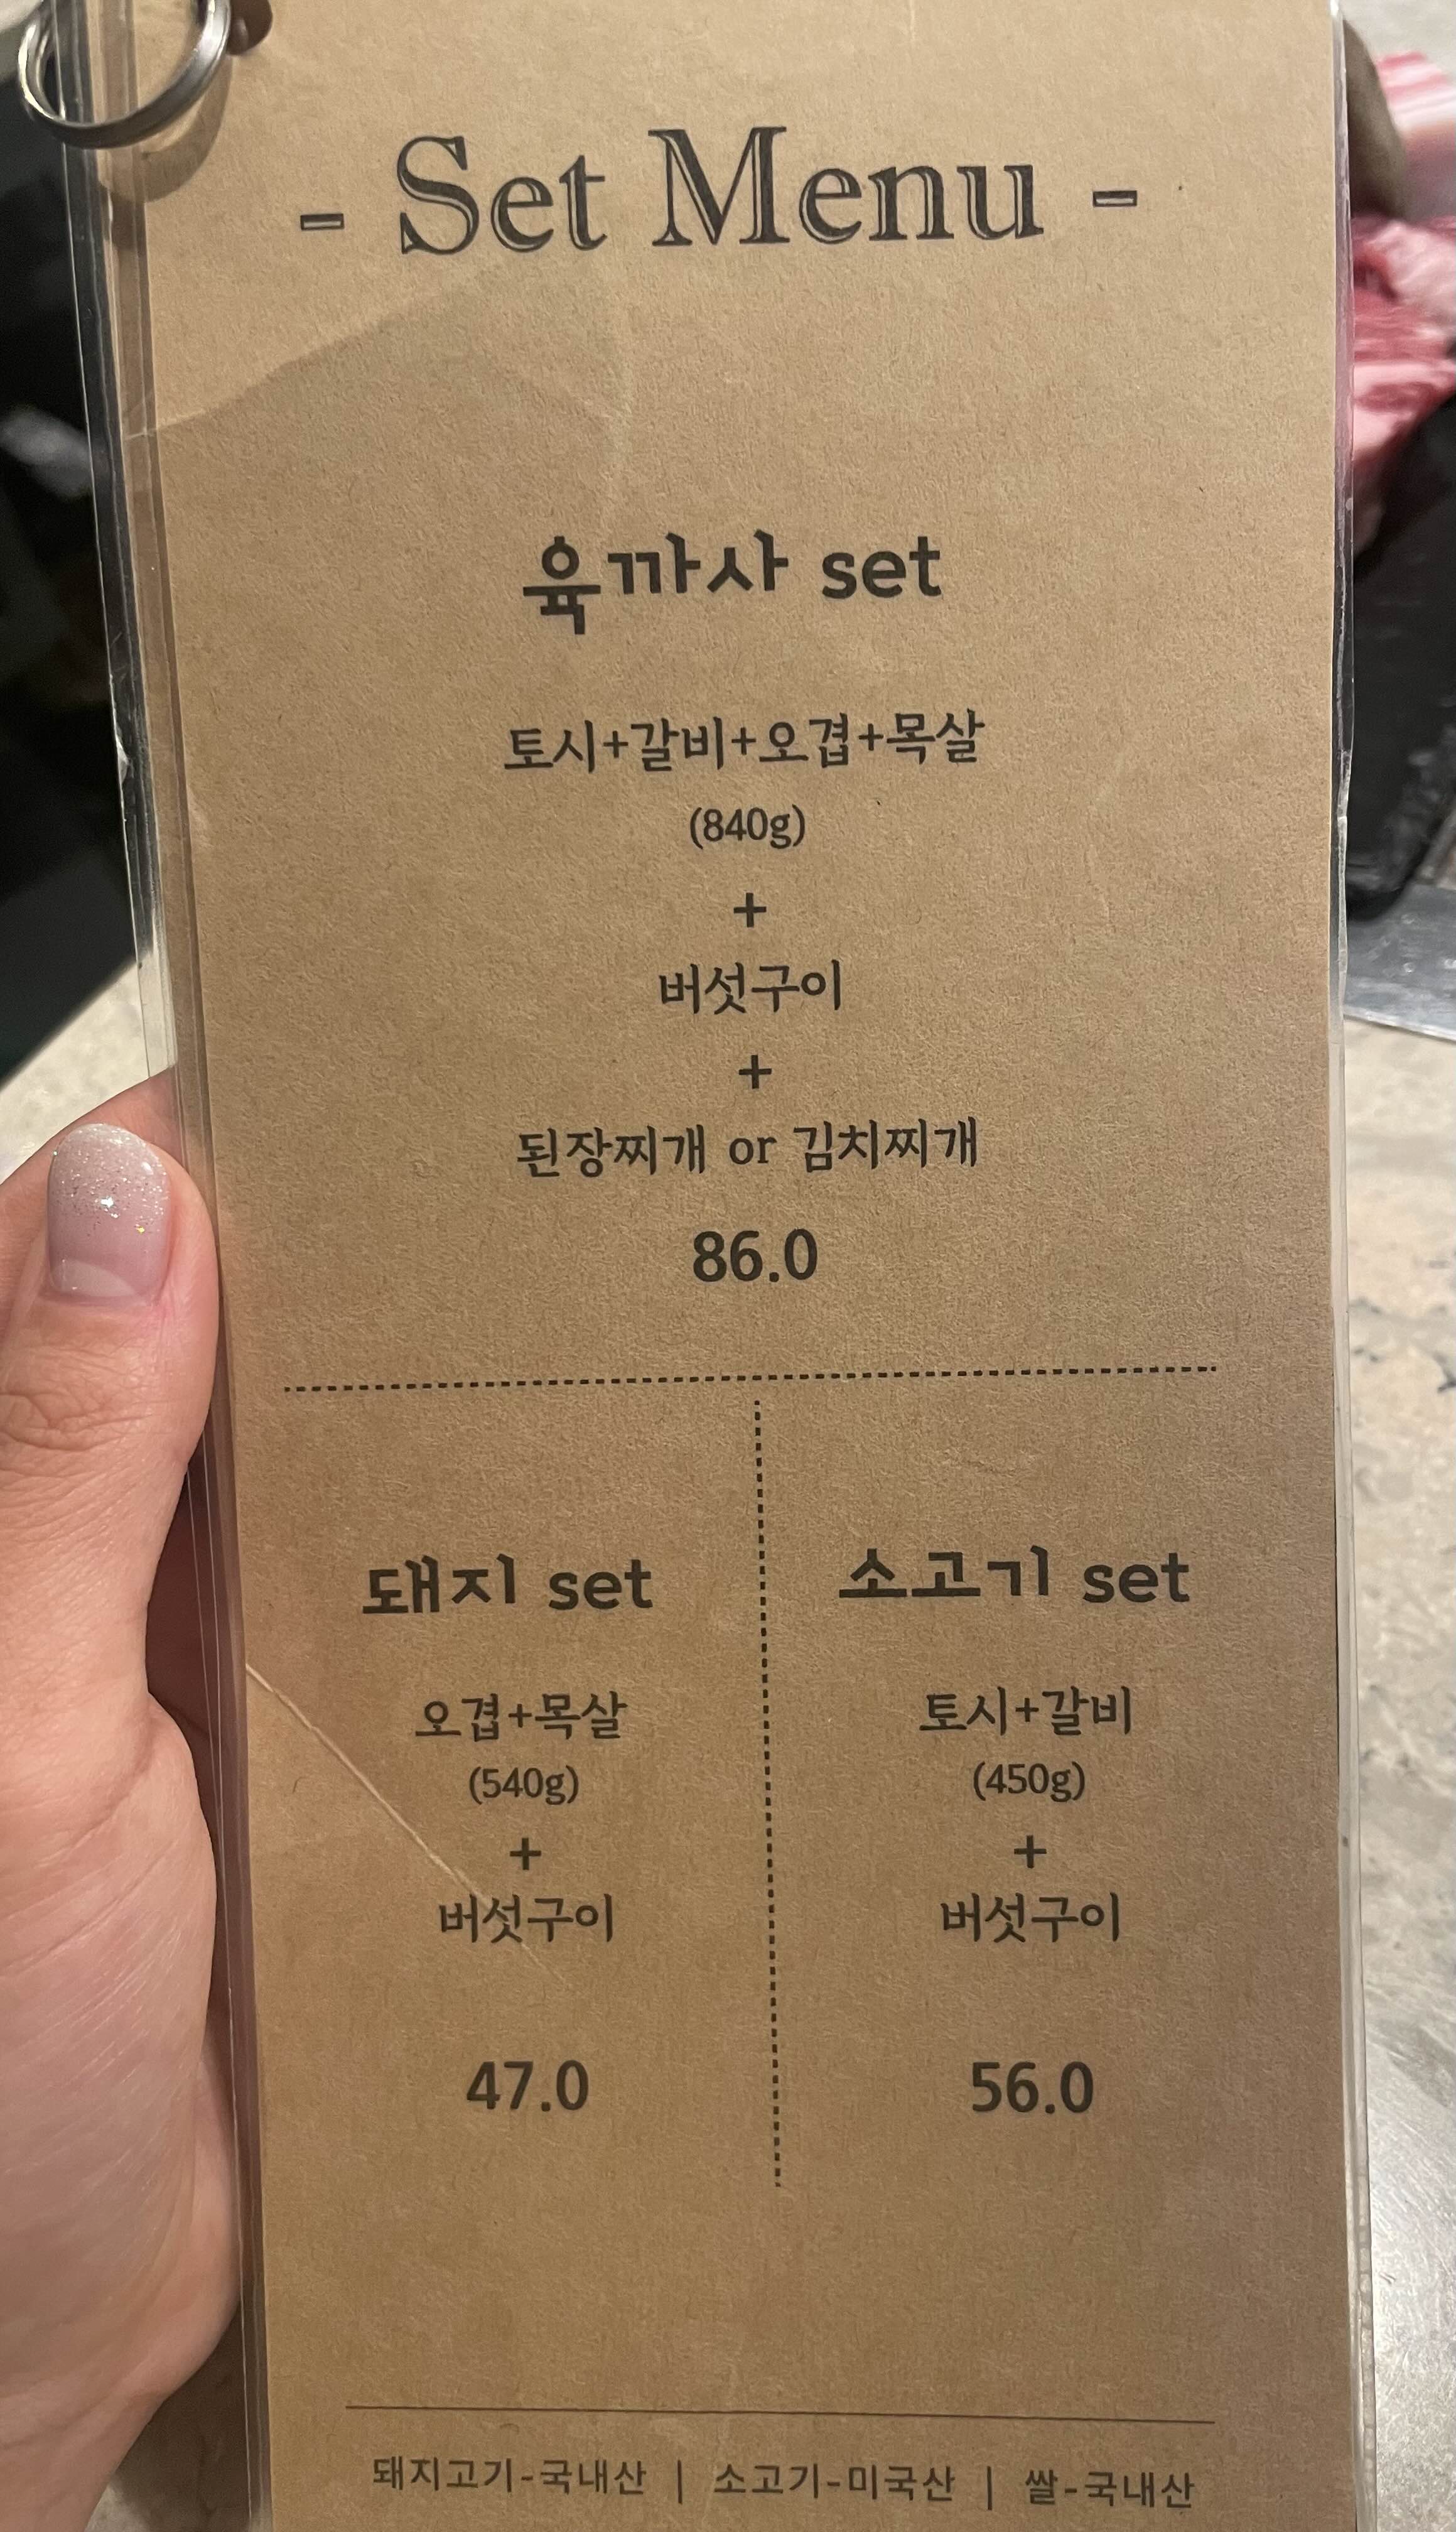 - Set Menu -
육까사 set
토시+갈비+오겹+목살
(840g)
+
버섯구이
+
된장찌개 or 김치찌개
86.0
돼지 set
오겹+목살
(540g)
+
버섯구이
47.0
소고기 set
토시+갈비
(450g)
+
버섯구이
56.0
돼지고기-국내산 | 소고기-미국산 | 쌀-국내산